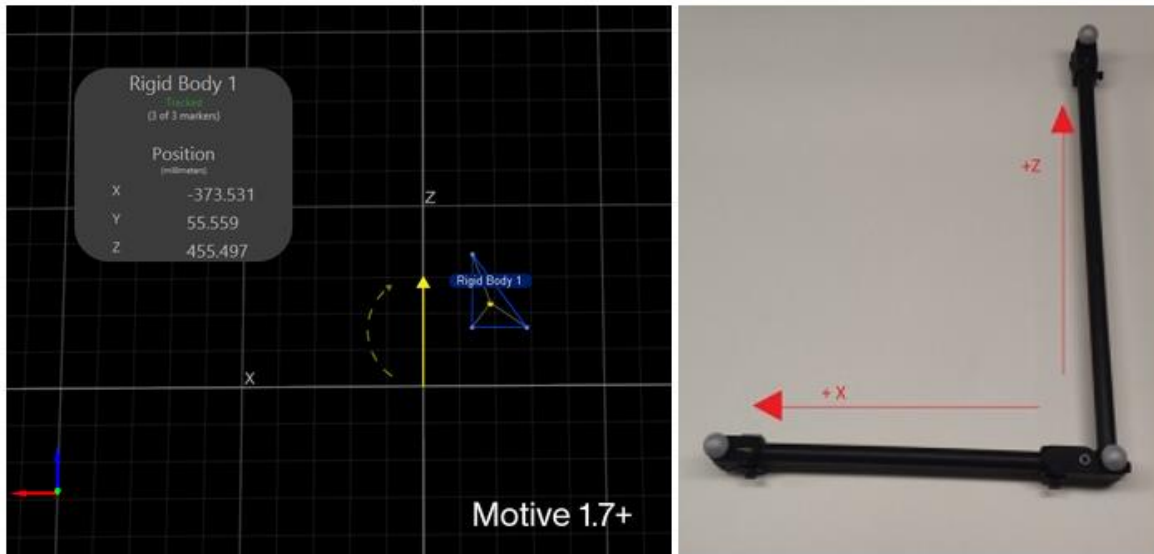 Rigid Body 1
Tracked
(3 of 3 markers)
Position
(millimeters)
X -373.531
Y 55.559
Z 455.497
Z
Rigid Body 1
X
Motive 1.7+
+Z
+ X